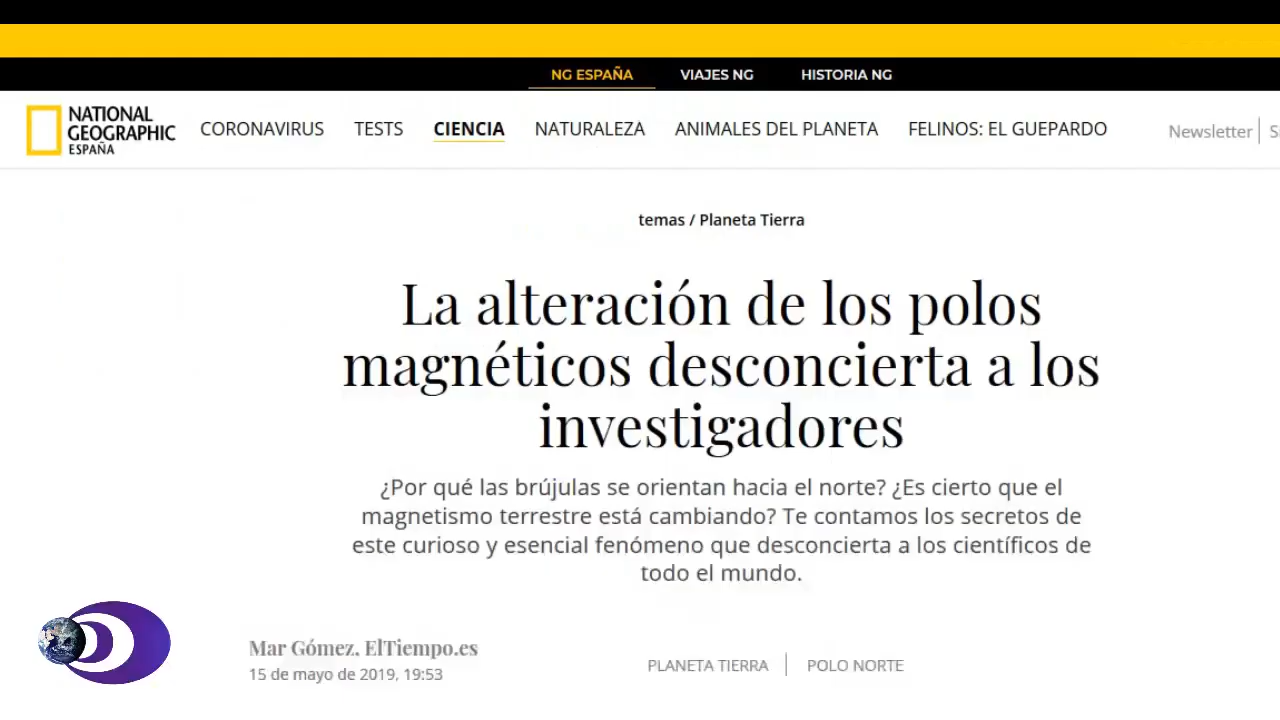 NG ESPAÑA VIAJES NG HISTORIA NG
NATIONAL
GEOGRAPHIC
ESPAÑA
CORONAVIRUS TESTS CIENCIA NATURALEZA ANIMALES DEL PLANETA FELINOS: EL GUEPARDO Newsletter
temas / Planeta Tierra
La alteración de los polos
magnéticos desconcierta a los
investigadores
¿Por qué las brújulas se orientan hacia el norte? ¿Es cierto que el
magnetismo terrestre está cambiando? Te contamos los secretos de
este curioso y esencial fenómeno que desconcierta a los científicos de
todo el mundo.
Mar Gómez, ElTiempo.es
15 de mayo de 2019, 19:53
PLANETA TIERRA POLO NORTE